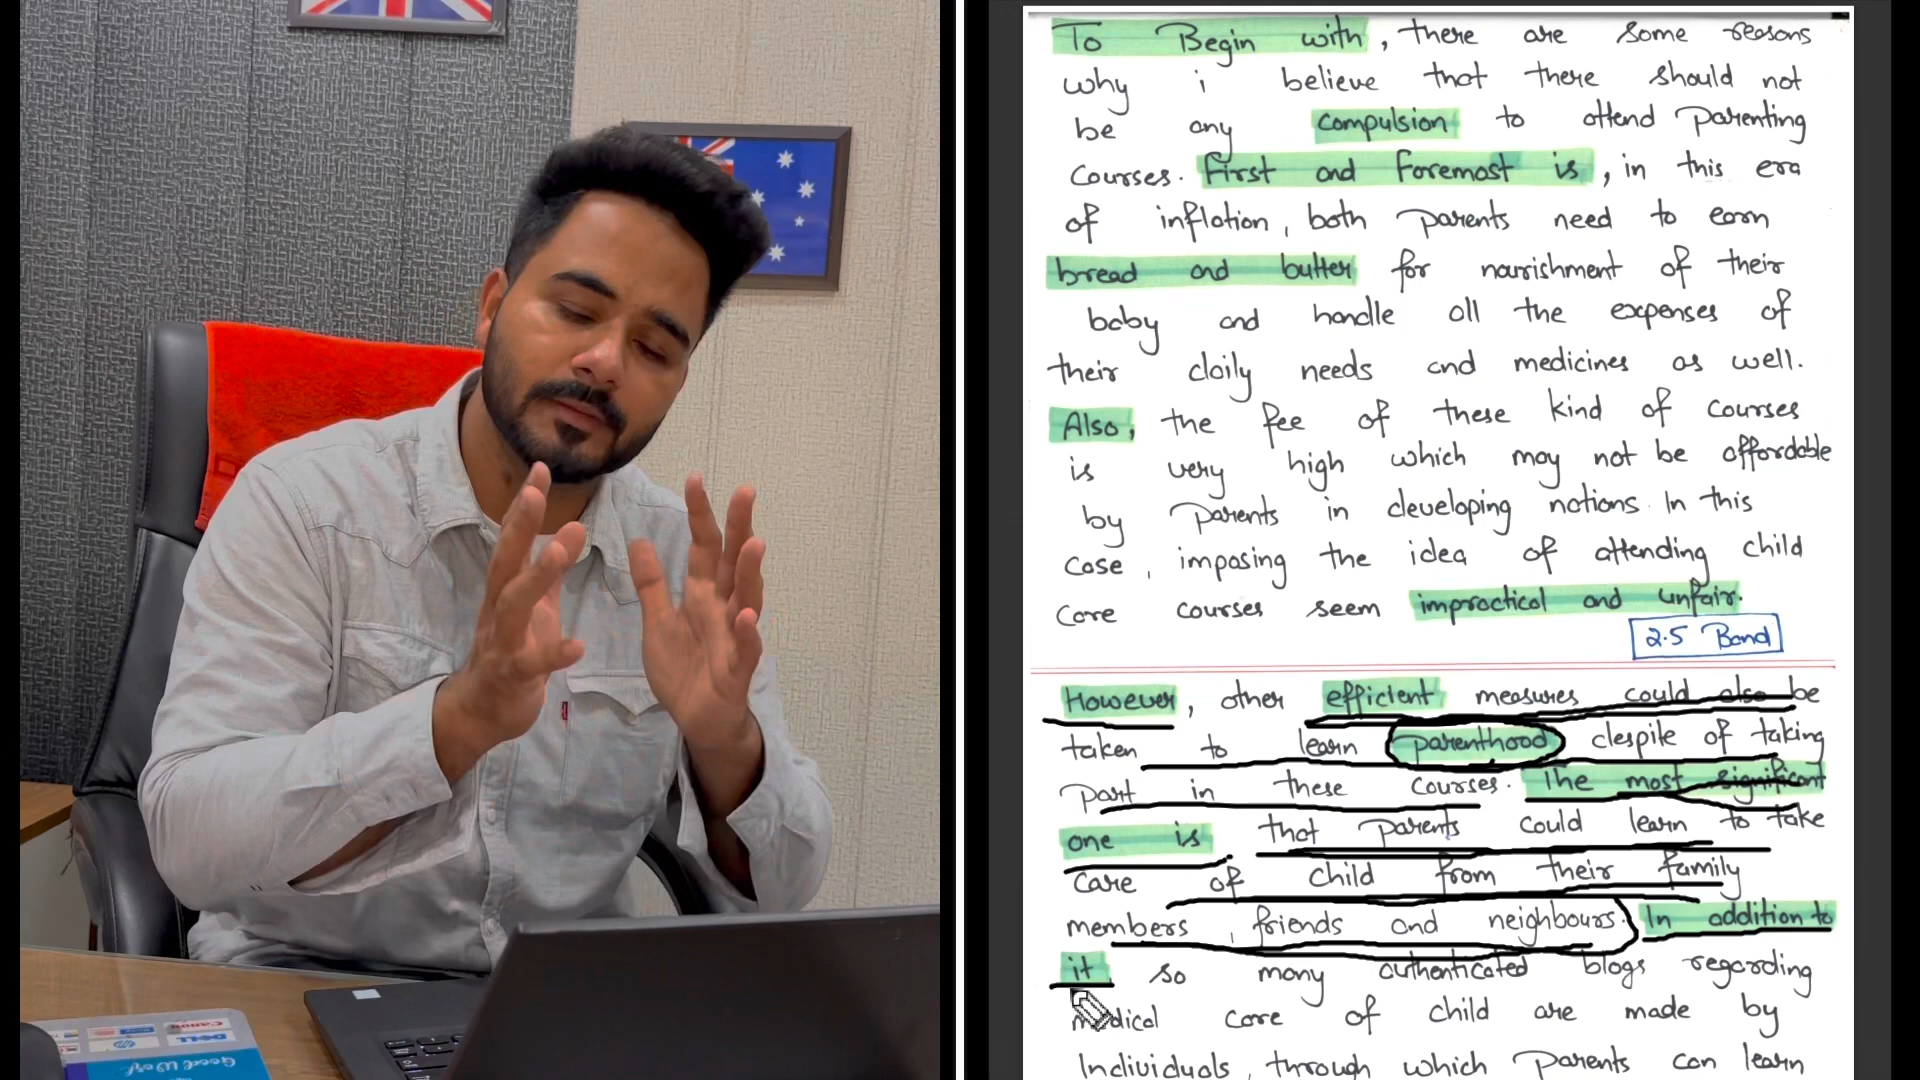 To Begin with, there are some reasons
why i believe that there should not
be any compulsion to attend parenting
courses. First and foremost is, in this era
of inflation, both parents need to earn
bread and butter for nourishment of their
baby and handle all the expenses of
their daily needs and medicines as well.
Also, the fee of these kind of courses
is very high which may not be affordable
by parents in developing nations. In this
case, imposing the idea of attending child
care courses seem impractical and unfair.
2.5 Band
However, other efficient measures could also be
taken to learn parenthood despite of taking
part in these courses. The most significant
one is that parents could learn to take
care of child from their family
members, friends and neighbours. In addition to
it so many authenticated blogs regarding
medical care of child are made by
Individuals, through which parents can learn
Canon
DELL
hp
Good Work